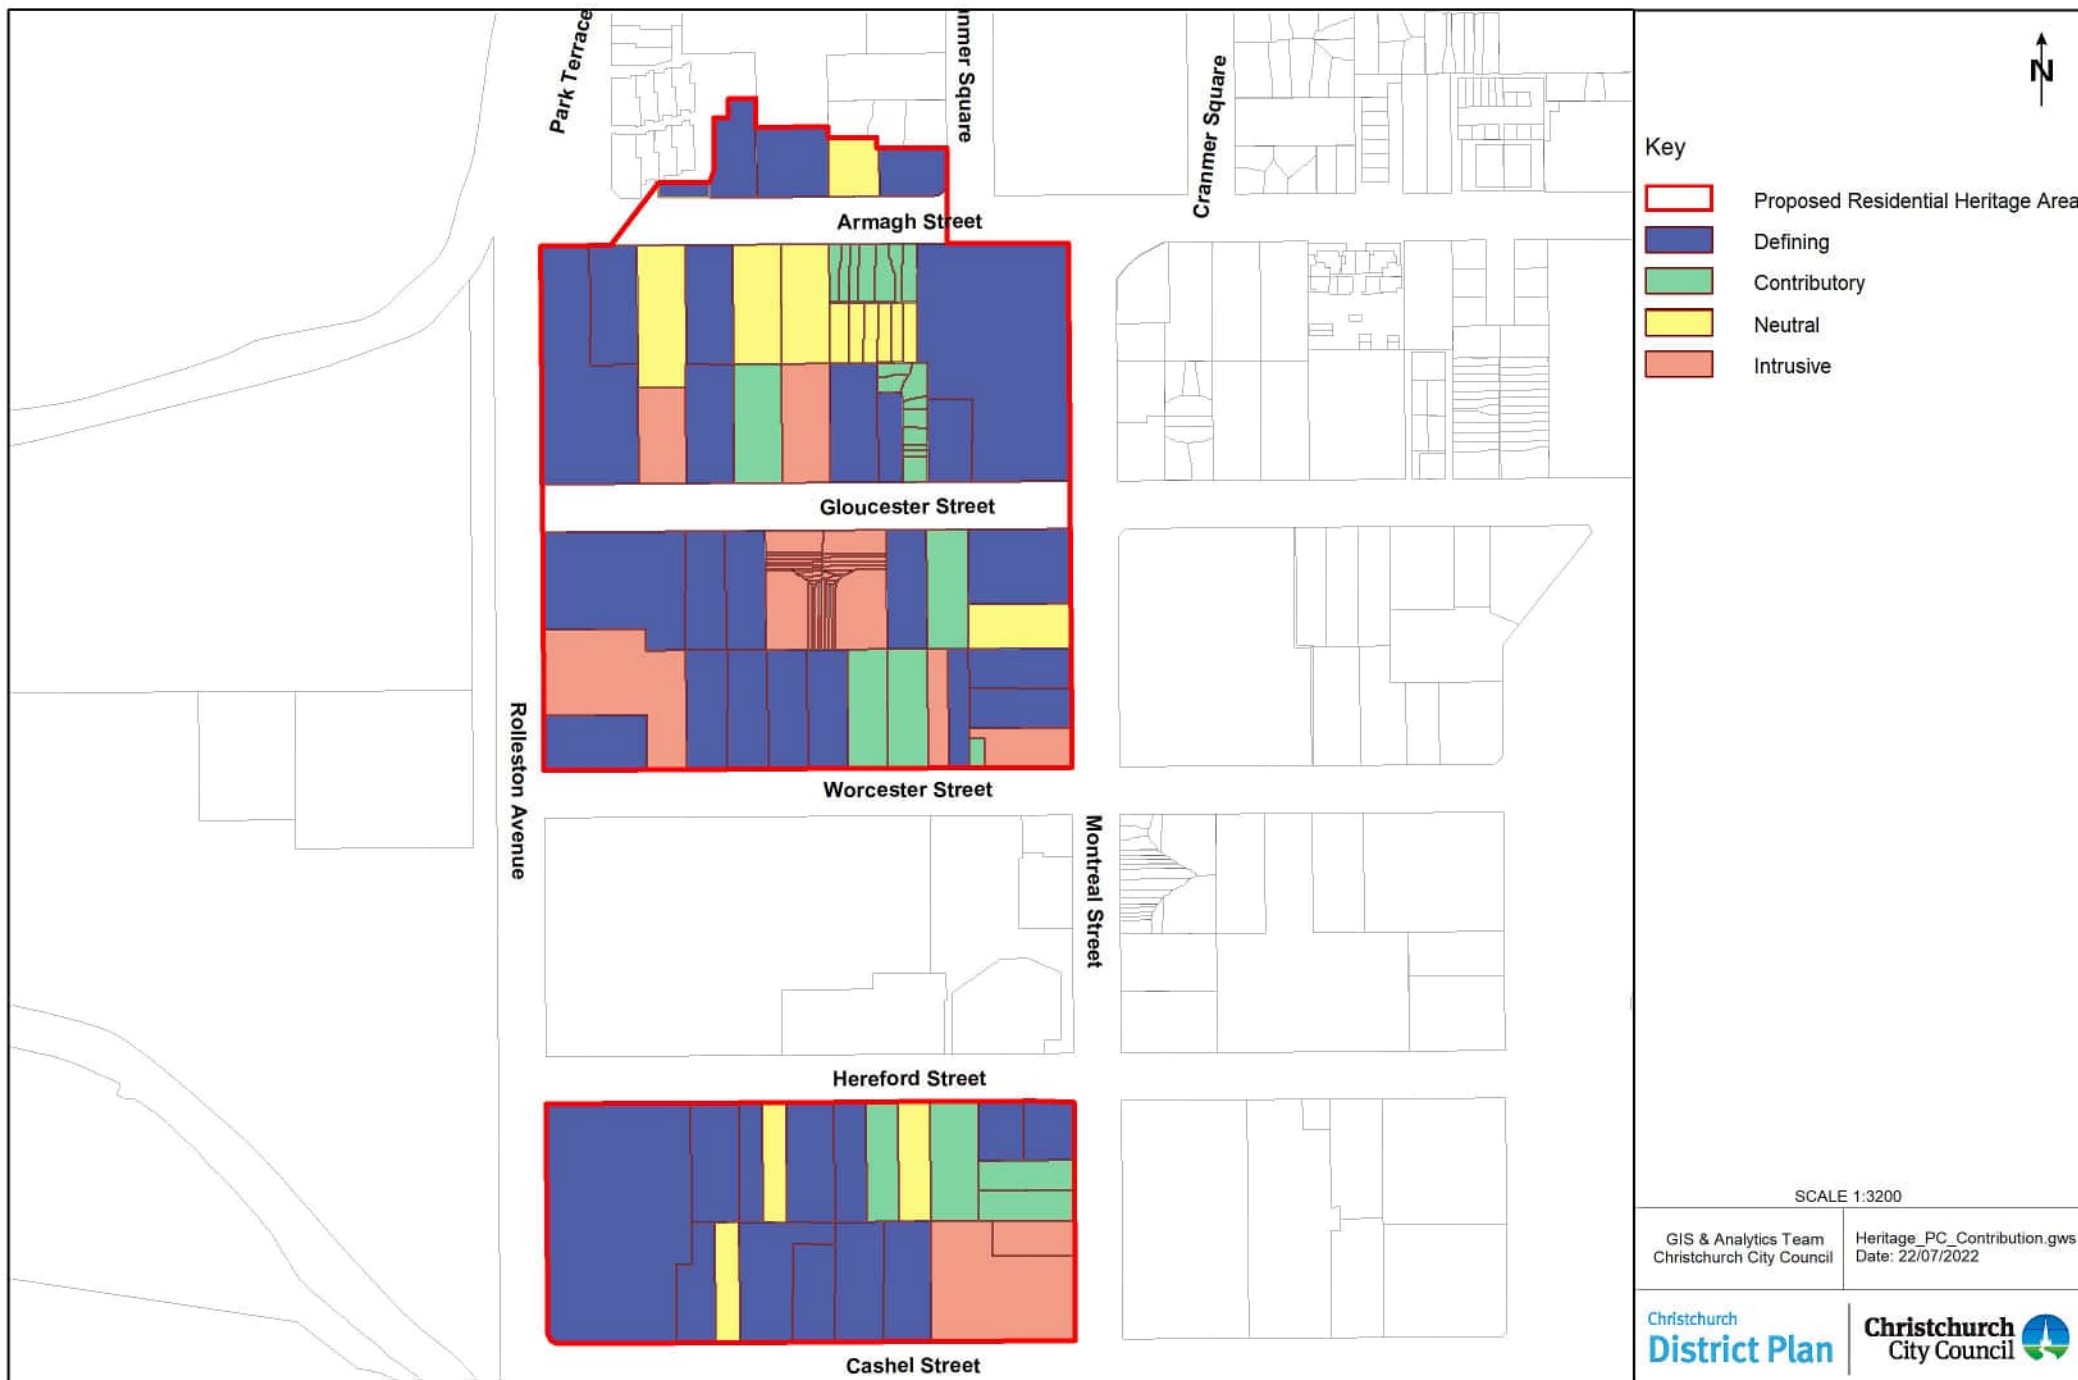 Park Terrace
nmer Square
Cranmer Square
N
Key
Proposed Residential Heritage Area
Defining
Contributory
Neutral
Intrusive
Armagh Street
Gloucester Street
Rolleston Avenue
Worcester Street
Montreal Street
Hereford Street
Cashel Street
SCALE 1:3200
GIS & Analytics Team
Christchurch City Council
Heritage_PC_Contribution.gws
Date: 22/07/2022
Christchurch
District Plan
Christchurch
City Council